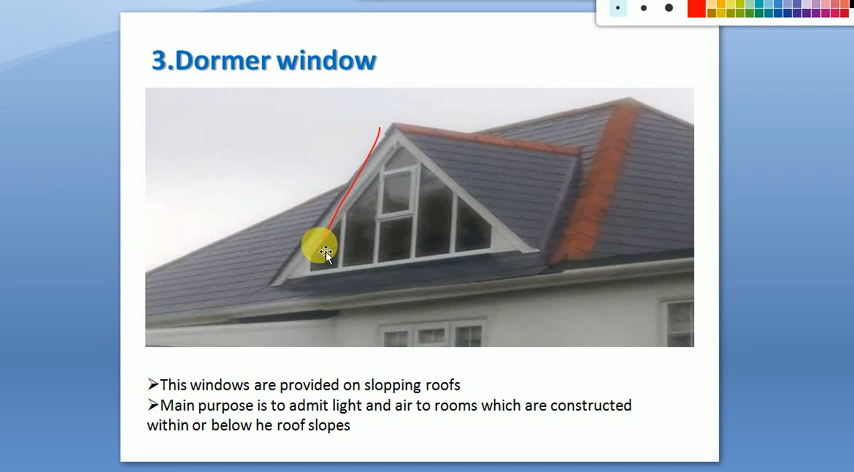 3.Dormer window
➢This windows are provided on slopping roofs
➢Main purpose is to admit light and air to rooms which are constructed
within or below he roof slopes